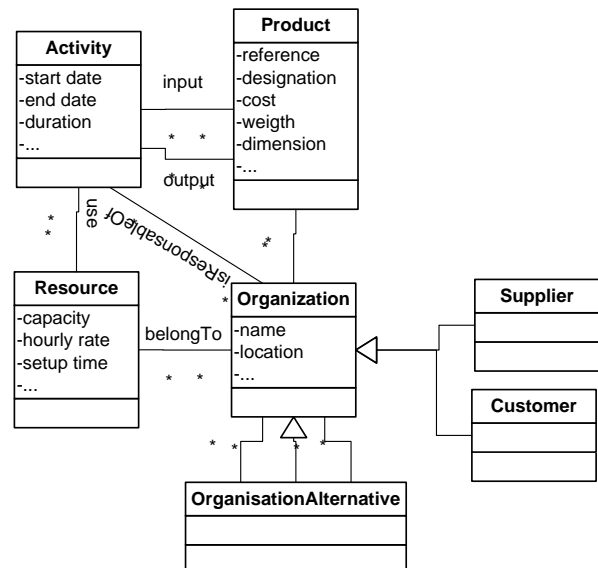 Product
-reference
-designation
-cost
-weigth
-dimension
-...
Activity
-start date
-end date
-duration
-...
input
* *
* *
output
* *
use
*
*
isResponsableOf
*
*
Resource
-capacity
-hourly rate
-setup time
-...
belongTo
* *
Organization
-name
-location
-...
Supplier
Customer
* * * *
OrganisationAlternative